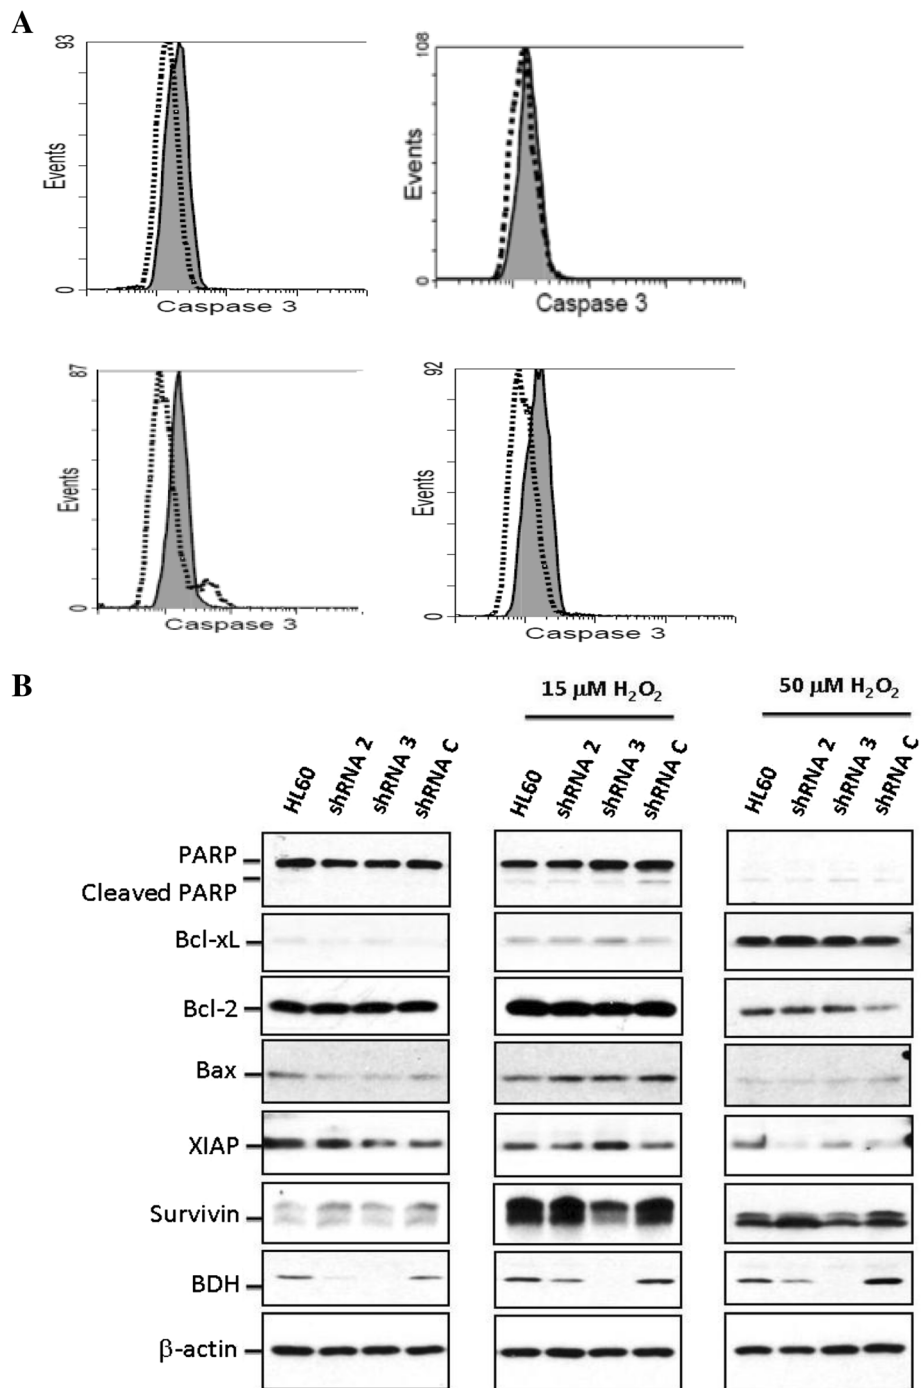 A
93
Events
0
Caspase 3
108
Events
0
Caspase 3
87
Events
0
Caspase 3
92
Events
0
Caspase 3
B
15 μM H₂O₂
50 μM H₂O₂
HL60 shRNA 2 shRNA 3 shRNA C
HL60 shRNA 2 shRNA 3 shRNA C
HL60 shRNA 2 shRNA 3 shRNA C
PARP
Cleaved PARP
Bcl-xL
Bcl-2
Bax
XIAP
Survivin
BDH
β-actin